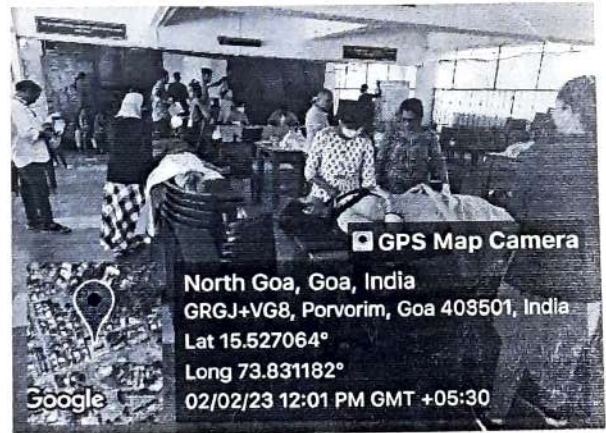 GPS Map Camera
North Goa, Goa, India
GRGJ+VG8, Porvorim, Goa 403501, India
Lat 15.527064°
Long 73.831182°
02/02/23 12:01 PM GMT +05:30
Google